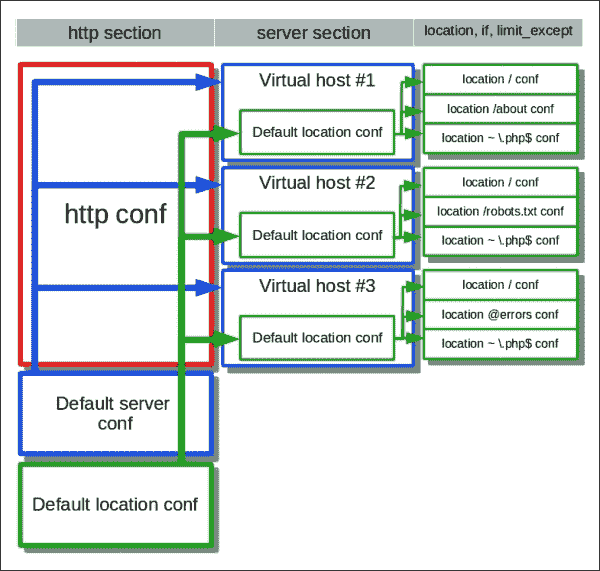 http section
server section
location, if, limit_except
http conf
Default server
conf
Default location conf
Virtual host #1
Default location conf
location / conf
location /about conf
location ~ \.php$ conf
Virtual host #2
Default location conf
location / conf
location /robots.txt conf
location ~ \.php$ conf
Virtual host #3
Default location conf
location / conf
location @errors conf
location ~ \.php$ conf